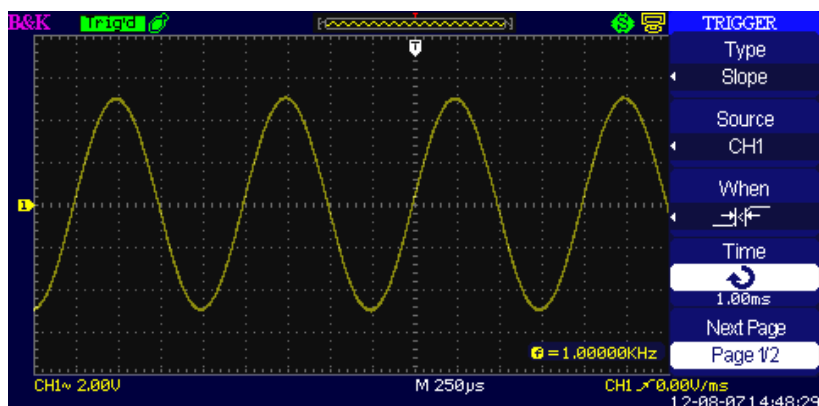 B&K Trig'd S TRIGGER
Type
Slope
Source
CH1
When
Time
1.00ms
Next Page
Page 1/2
T
1
f = 1.00000KHz
CH1~ 2.00V M 250µs CH1 0.00V/ms
12-08-07 14:48:29